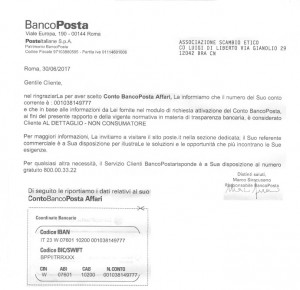 BancoPosta
Viale Europa, 190 - 00144 Roma
Posteitaliane S.p.A.
Patrimonio BancoPosta
Codice Fiscale 97103880585 - Partita IVA 01114601006
ASSOCIAZIONE SCAMBIO ETICO
CO LUIGI DI LIBERTO VIA GIANOLIO 29
12042 BRA CN
Roma, 30/06/2017
Gentile Cliente,
nel ringraziarLa per aver scelto Conto BancoPosta Affari, La informiamo che il numero del Suo conto
corrente è : 001038149777
e che in base alle informazioni da Lei fornite nel modulo di richiesta attivazione del Conto BancoPosta,
ai fini del presente rapporto e della vigente normativa in materia di trasparenza bancaria, è considerato
Cliente AL DETTAGLIO - NON CONSUMATORE
Per maggiori informazioni, La invitiamo a visitare il sito poste.it nella sezione dedicata, il Suo referente
commerciale è a Sua disposizione per illustrarLe le soluzioni e le opportunità che più incontrano le Sue
esigenze.
Per qualsiasi altra necessità, il Servizio Clienti BancoPostarisponde è a Sua disposizione al numero
gratuito 800.00.33.22
Distinti saluti,
Marco Siracusano
Responsabile BancoPosta
Di seguito le riportiamo i dati relativi al suo
ContoBancoPosta Affari
Coordinate Bancarie
Codice IBAN
IT 23 W 07601 10200 001038149777
Codice BIC/SWIFT
BPPIITRRXXX
CIN ABI CAB N.CONTO
W 07601 10200 001038149777